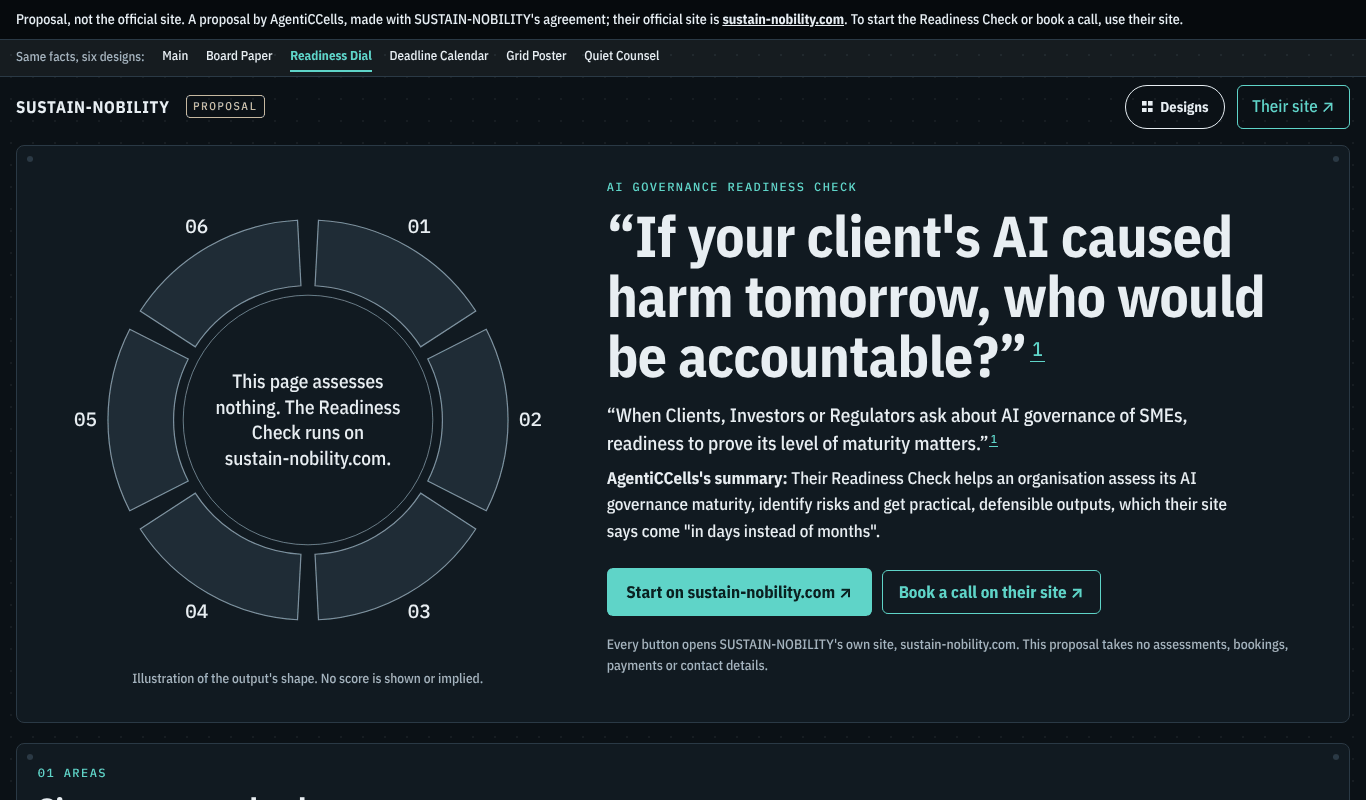 Proposal, not the official site. A proposal by AgentiCCells, made with SUSTAIN-NOBILITY's agreement; their official site is sustain-nobility.com. To start the Readiness Check or book a call, use their site.
Same facts, six designs: Main Board Paper Readiness Dial Deadline Calendar Grid Poster Quiet Counsel
SUSTAIN-NOBILITY PROPOSAL Designs Their site ↗
06 01
05 02
04 03
This page assesses
nothing. The Readiness
Check runs on
sustain-nobility.com.
Illustration of the output's shape. No score is shown or implied.
AI GOVERNANCE READINESS CHECK
“If your client's AI caused
harm tomorrow, who would
be accountable?” 1
“When Clients, Investors or Regulators ask about AI governance of SMEs,
readiness to prove its level of maturity matters.” 1
AgentiCCells's summary: Their Readiness Check helps an organisation assess its AI
governance maturity, identify risks and get practical, defensible outputs, which their site
says come "in days instead of months".
Start on sustain-nobility.com ↗ Book a call on their site ↗
Every button opens SUSTAIN-NOBILITY's own site, sustain-nobility.com. This proposal takes no assessments, bookings,
payments or contact details.
01 AREAS